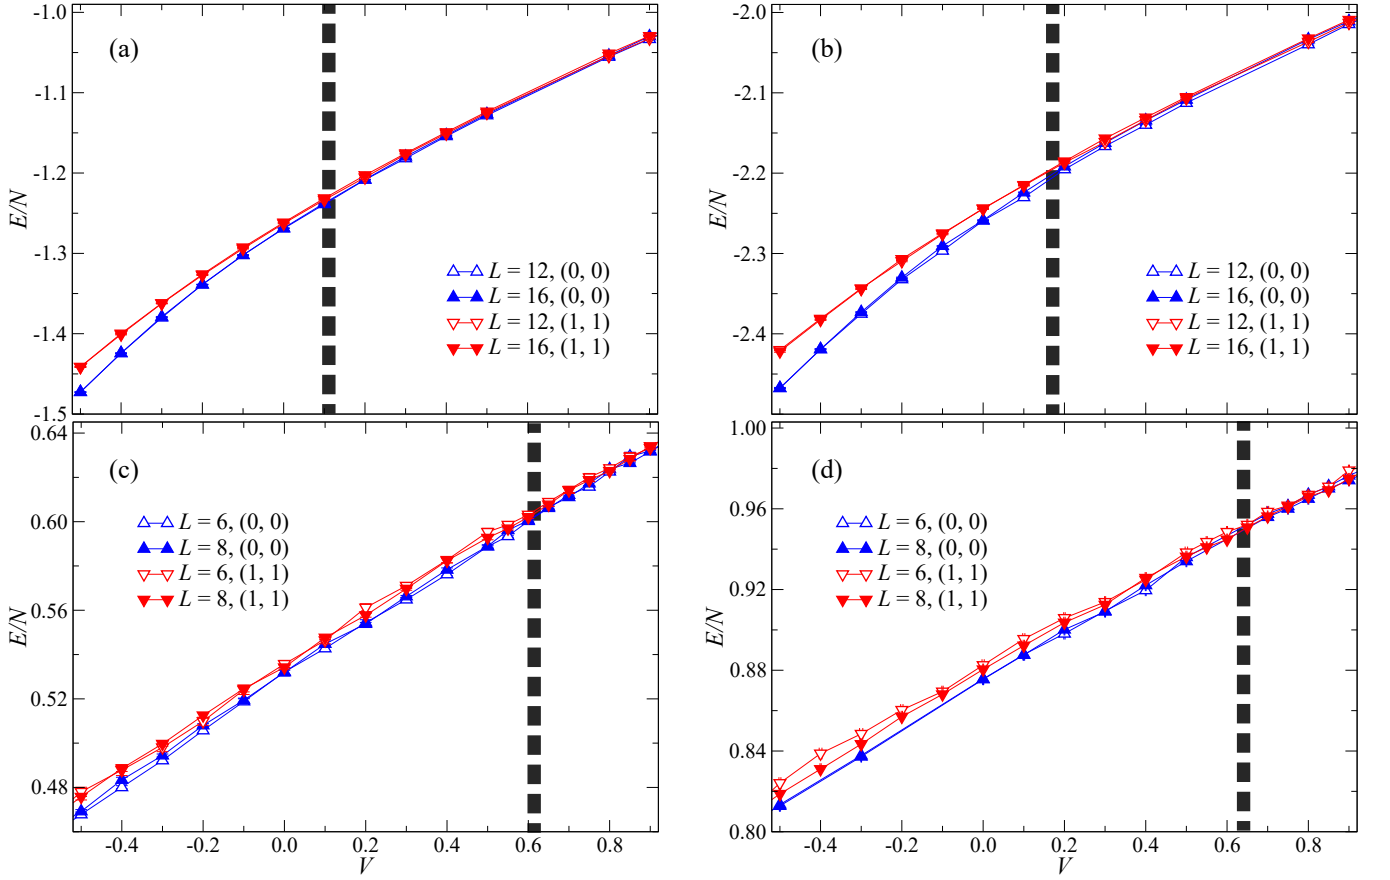 (a)
E/N
-1.0
-1.1
-1.2
-1.3
-1.4
-1.5
L = 12, (0, 0)
L = 16, (0, 0)
L = 12, (1, 1)
L = 16, (1, 1)
(b)
E/N
-2.0
-2.1
-2.2
-2.3
-2.4
L = 12, (0, 0)
L = 16, (0, 0)
L = 12, (1, 1)
L = 16, (1, 1)
(c)
E/N
0.64
0.60
0.56
0.52
0.48
L = 6, (0, 0)
L = 8, (0, 0)
L = 6, (1, 1)
L = 8, (1, 1)
-0.4 -0.2 0.0 0.2 0.4 0.6 0.8
V
(d)
E/N
1.00
0.96
0.92
0.88
0.84
0.80
L = 6, (0, 0)
L = 8, (0, 0)
L = 6, (1, 1)
L = 8, (1, 1)
-0.4 -0.2 0.0 0.2 0.4 0.6 0.8
V